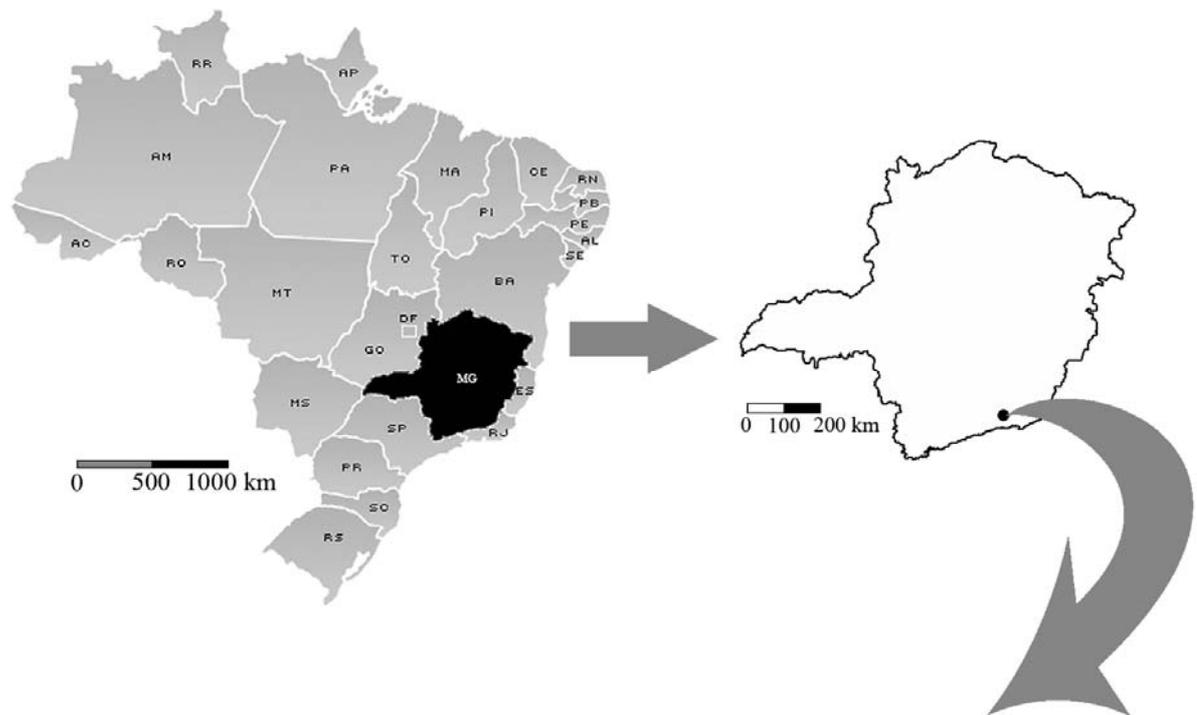 RR
AP
AM
PA
MA
CE
RN
PB
PI
PE
AL
SE
AC
RO
TO
BA
MT
DF
GO
MG
ES
MS
SP
RJ
PR
SC
RS
0 500 1000 km
0 100 200 km